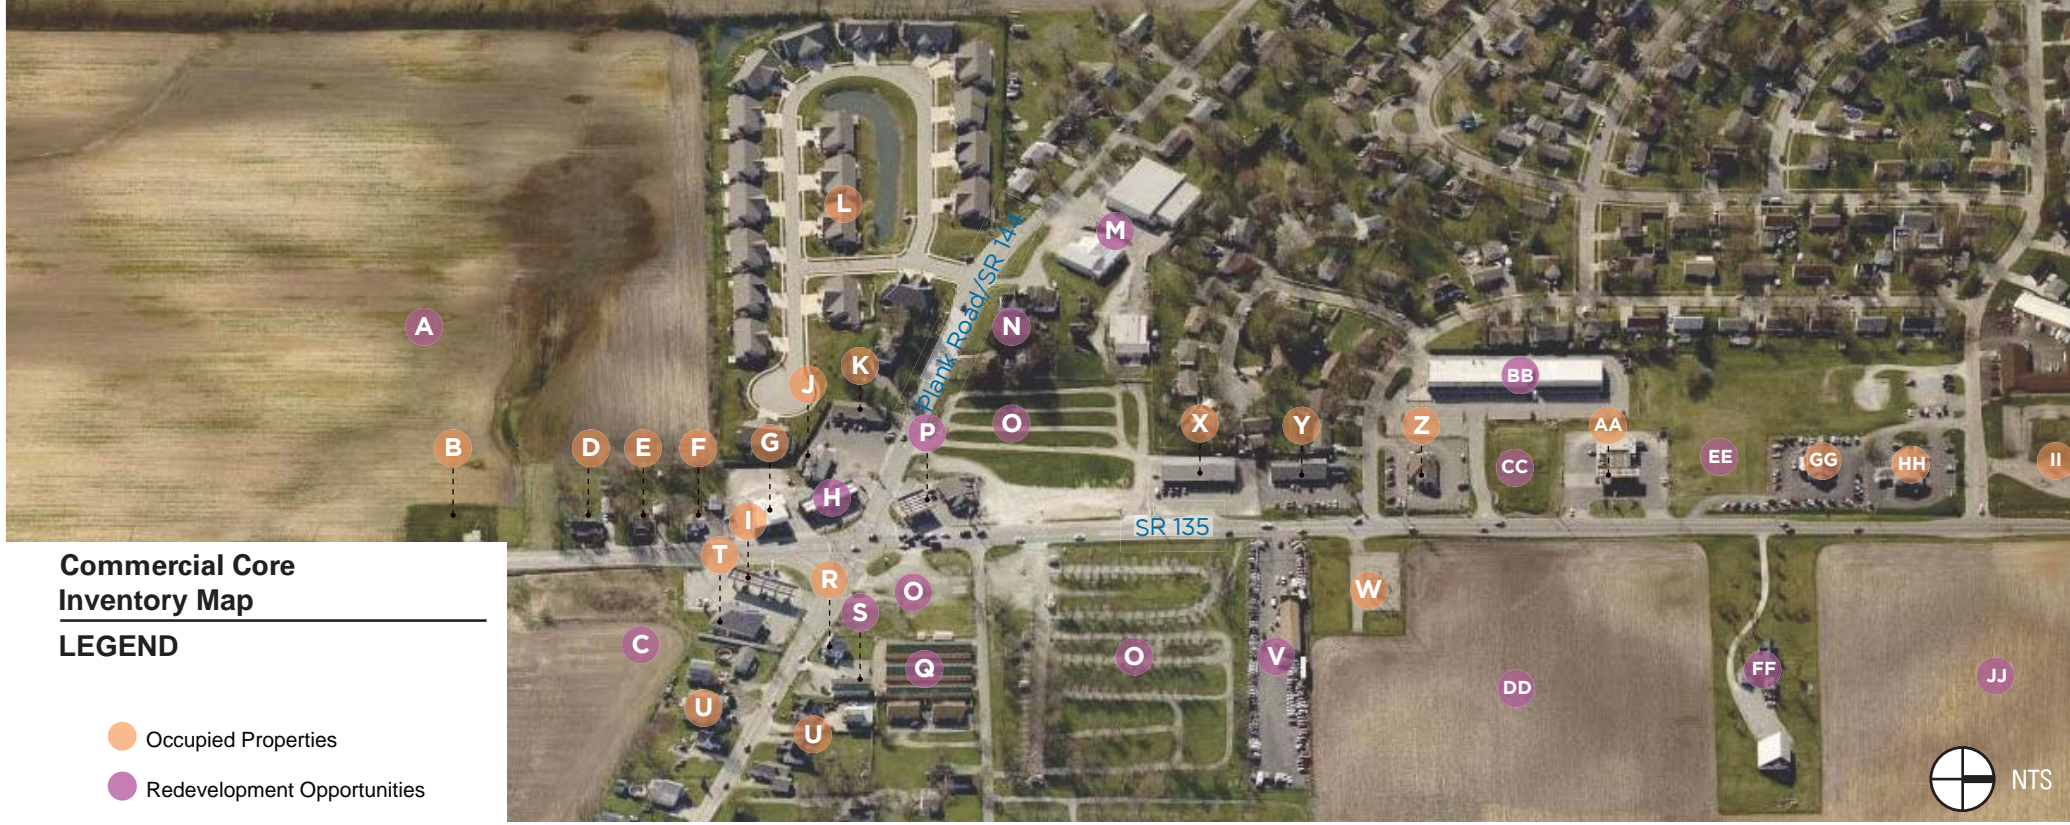 L
M
Plank Road/SR 144
A
N
K
J
BB
P
O
X
Y
Z
AA
B
D
E
F
G
CC
EE
GG
HH
II
H
I
SR 135
T
R
S
O
W
C
Q
O
V
FF
JJ
DD
U
U
Commercial Core
Inventory Map
LEGEND
Occupied Properties
Redevelopment Opportunities
NTS